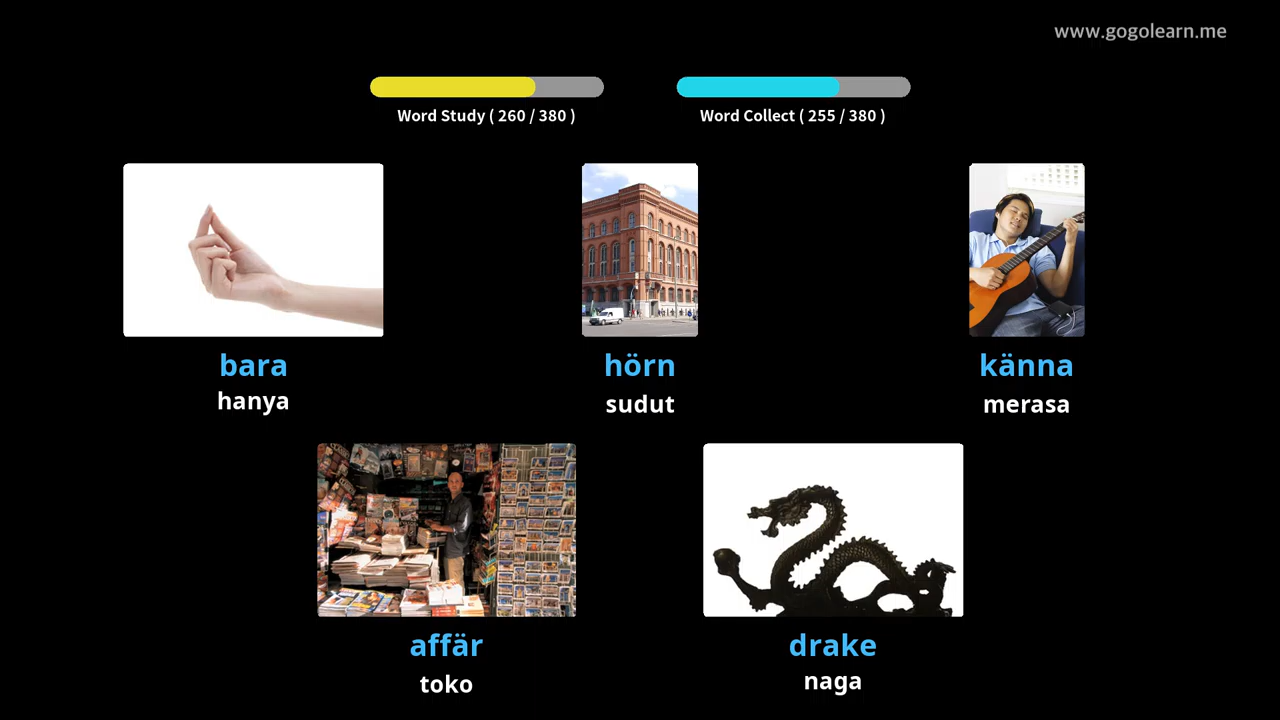 www.gogolearn.me
Word Study ( 260 / 380 )
Word Collect ( 255 / 380 )
bara
hanya
hörn
sudut
känna
merasa
affär
toko
drake
naga